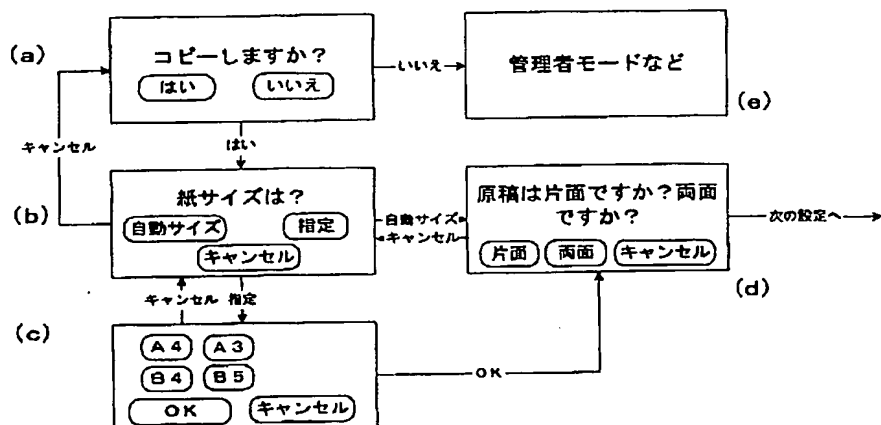 (a)
コピーしますか?
はい いいえ
いいえ
管理者モードなど
(e)
キャンセル
はい
(b)
紙サイズは?
自動サイズ 指定
キャンセル
自動サイズ
キャンセル
原稿は片面ですか?両面
ですか?
片面 両面 キャンセル
(d)
次の設定へ
キャンセル 指定
(c)
A4 A3
B4 B5
OK キャンセル
OK